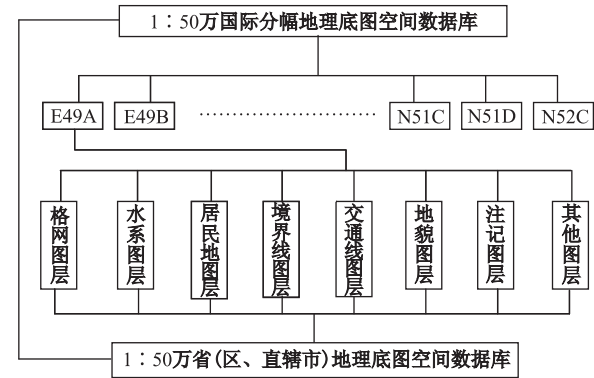 1∶50万国际分幅地理底图空间数据库
E49A E49B ………………………… N51C N51D N52C
格网图层
水系图层
居民地图层
境界线图层
交通线图层
地貌图层
注记图层
其他图层
1∶50万省(区、直辖市)地理底图空间数据库